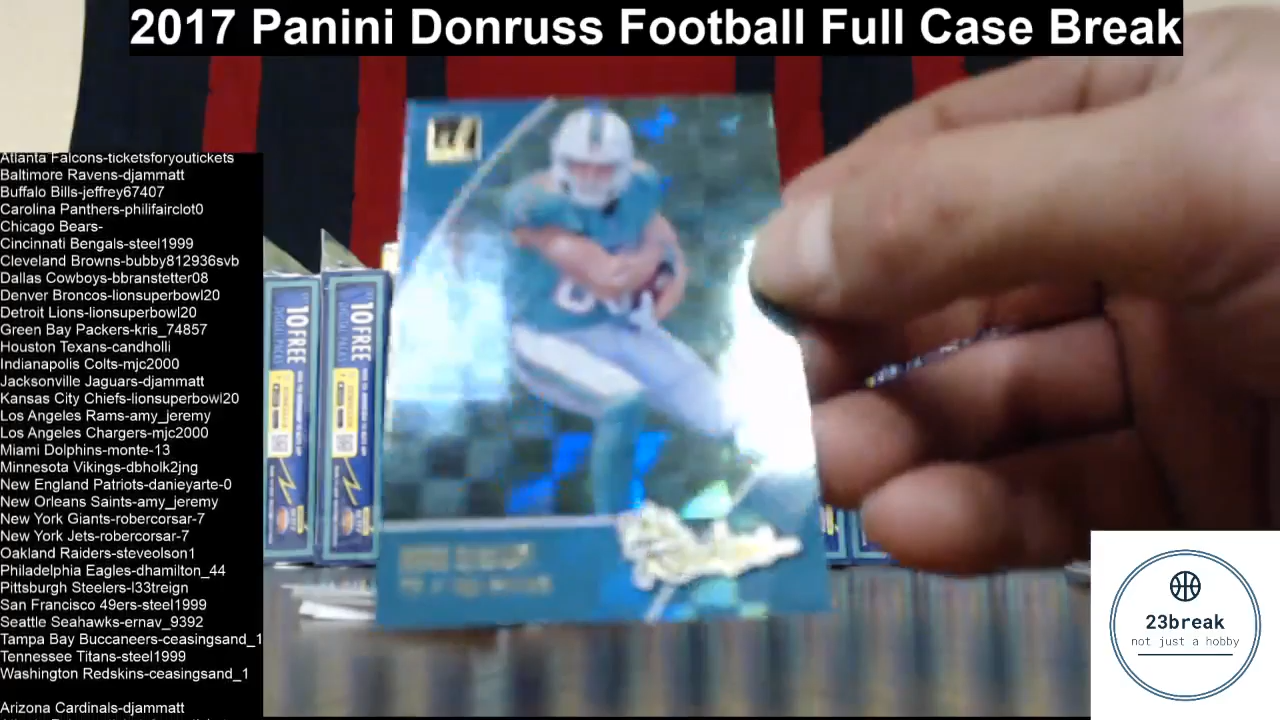 2017 Panini Donruss Football Full Case Break
Atlanta Falcons-ticketsforyoutickets
Baltimore Ravens-djammatt
Buffalo Bills-jeffrey67407
Carolina Panthers-philifairclot0
Chicago Bears-
Cincinnati Bengals-steel1999
Cleveland Browns-bubby812936svb
Dallas Cowboys-bbranstetter08
Denver Broncos-lionsuperbowl20
Detroit Lions-lionsuperbowl20
Green Bay Packers-kris_74857
Houston Texans-candholli
Indianapolis Colts-mjc2000
Jacksonville Jaguars-djammatt
Kansas City Chiefs-lionsuperbowl20
Los Angeles Rams-amy_jeremy
Los Angeles Chargers-mjc2000
Miami Dolphins-monte-13
Minnesota Vikings-dbholk2jng
New England Patriots-danieyarte-0
New Orleans Saints-amy_jeremy
New York Giants-robercorsar-7
New York Jets-robercorsar-7
Oakland Raiders-steveolson1
Philadelphia Eagles-dhamilton_44
Pittsburgh Steelers-l33treign
San Francisco 49ers-steel1999
Seattle Seahawks-ernav_9392
Tampa Bay Buccaneers-ceasingsand_1
Tennessee Titans-steel1999
Washington Redskins-ceasingsand_1
Arizona Cardinals-djammatt
10 FREE
DIGITAL PACKS
10 FREE
DIGITAL PACKS
23break
not just a hobby